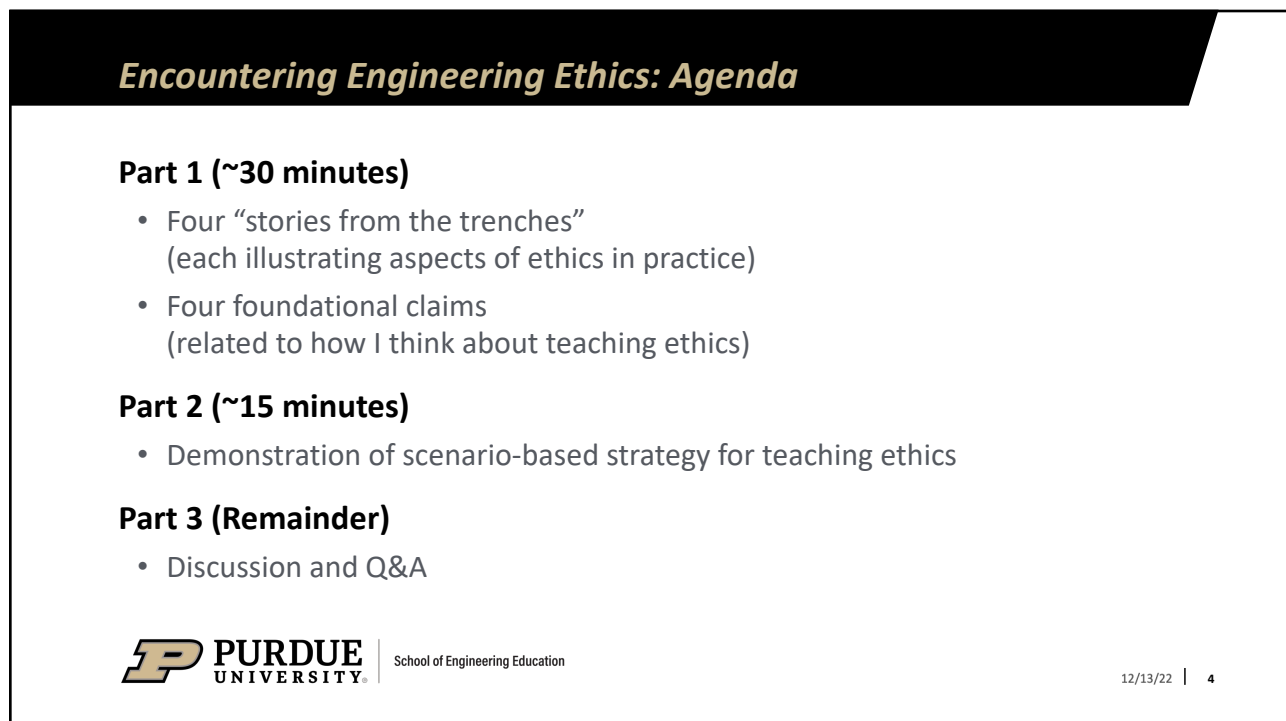 Encountering Engineering Ethics: Agenda
Part 1 (~30 minutes)
• Four “stories from the trenches”
(each illustrating aspects of ethics in practice)
• Four foundational claims
(related to how I think about teaching ethics)
Part 2 (~15 minutes)
• Demonstration of scenario-based strategy for teaching ethics
Part 3 (Remainder)
• Discussion and Q&A
P PURDUE
UNIVERSITY®
School of Engineering Education
12/13/22 | 4